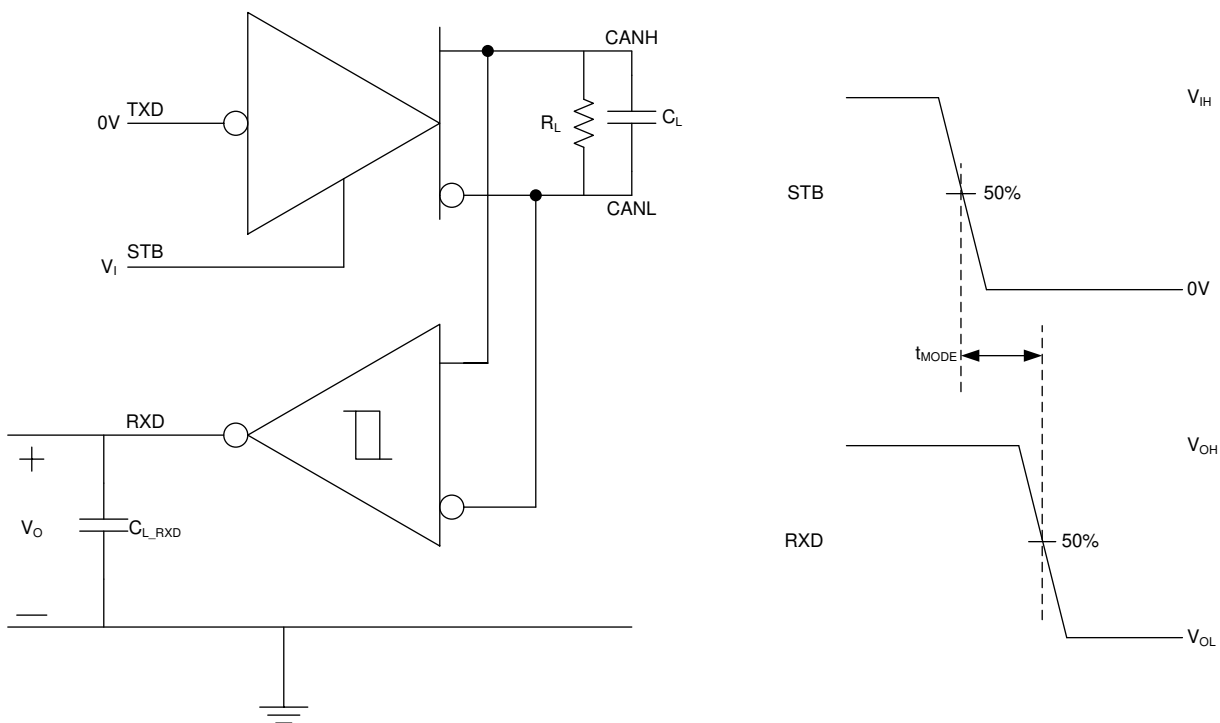 CANH
TXD
0V
R_L
C_L
CANL
STB
V_I
RXD
+
V_O
C_L_RXD
—
V_IH
STB
50%
0V
t_MODE
V_OH
RXD
50%
V_OL